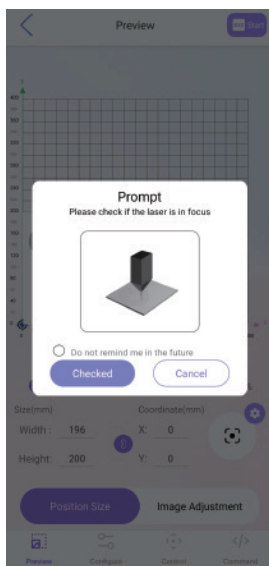 Preview
Start
Prompt
Please check if the laser is in focus
Do not remind me in the future
Checked
Cancel
Size(mm)
Coordinate(mm)
Width :
196
X:
0
Height:
200
Y:
0
Position Size
Image Adjustment
Preview
Configure
Control
Command